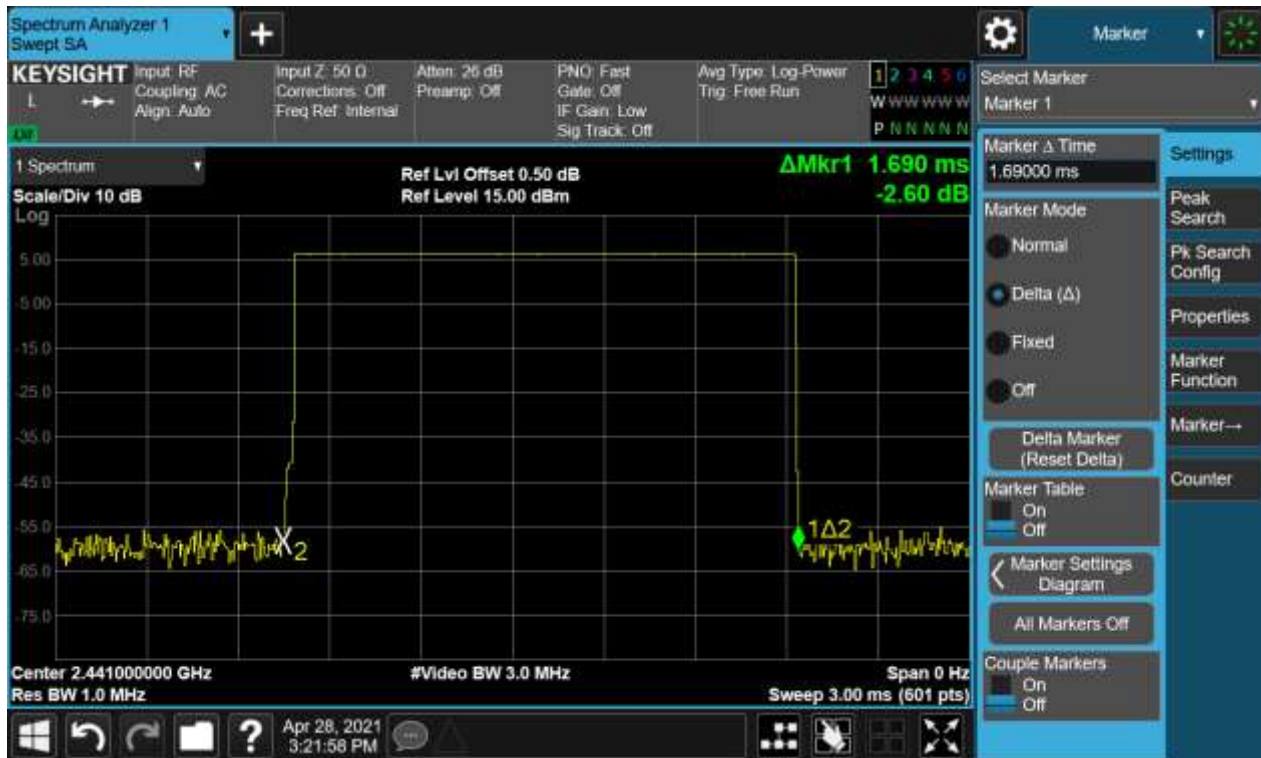 Spectrum Analyzer 1
Swept SA
+
Marker
KEYSIGHT
Input: RF
Coupling: AC
Align: Auto
Input Z: 50 Ω
Corrections: Off
Freq Ref: Internal
Atten: 26 dB
Preamp: Off
PNO: Fast
Gate: Off
IF Gain: Low
Sig Track: Off
Avg Type: Log-Power
Trig: Free Run
1 2 3 4 5 6
W W W W W W
P N N N N N
L
Select Marker
Marker 1
1 Spectrum
Scale/Div 10 dB
Log
Ref Lvl Offset 0.50 dB
Ref Level 15.00 dBm
ΔMkr1 1.690 ms
-2.60 dB
5.00
-5.00
-15.0
-25.0
-35.0
-45.0
-55.0
-65.0
-75.0
X2
1Δ2
Center 2.441000000 GHz
#Video BW 3.0 MHz
Span 0 Hz
Res BW 1.0 MHz
Sweep 3.00 ms (601 pts)
Marker Δ Time
1.69000 ms
Marker Mode
Normal
Delta (Δ)
Fixed
Off
Delta Marker
(Reset Delta)
Marker Table
On
Off
Marker Settings
Diagram
All Markers Off
Couple Markers
On
Off
Settings
Peak
Search
Pk Search
Config
Properties
Marker
Function
Marker→
Counter
?
Apr 28, 2021
3:21:58 PM